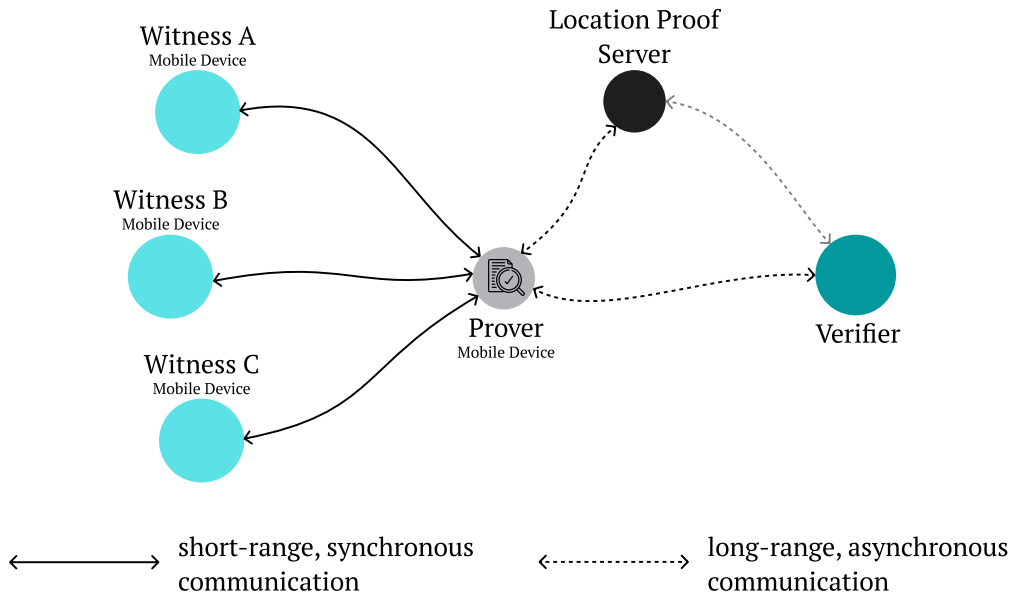 Witness A
Mobile Device
Location Proof
Server
Witness B
Mobile Device
Prover
Mobile Device
Verifier
Witness C
Mobile Device
short-range, synchronous
communication
long-range, asynchronous
communication